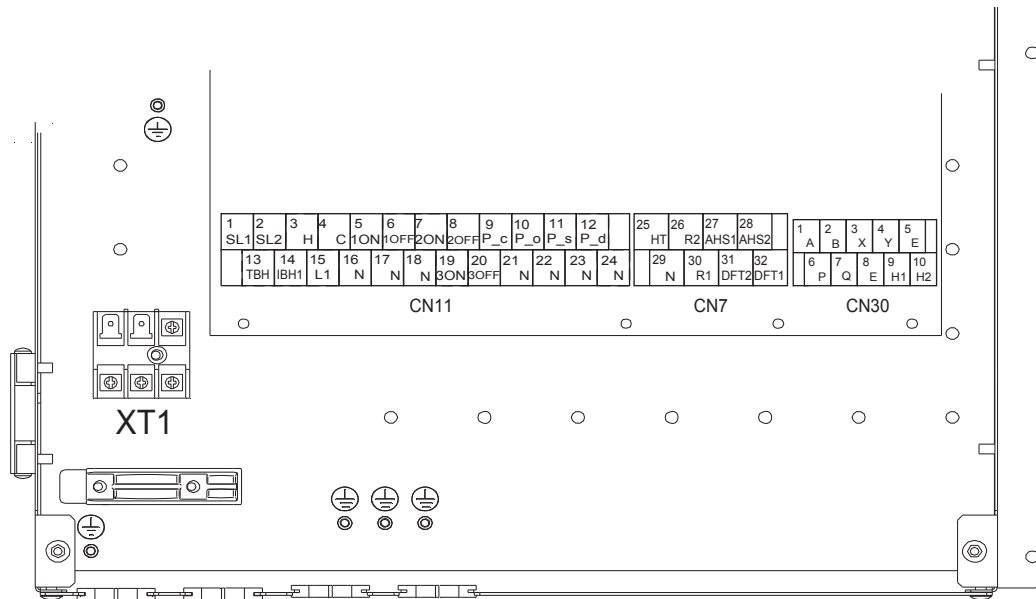 1 2 3 4 5 6 7 8 9 10 11 12
SL1 SL2 H C 1ON 1OFF 2ON 2OFF P_c P_o P_s P_d
13 14 15 16 17 18 19 20 21 22 23 24
TBH IBH1 L1 N N N 3ON 3OFF N N N N
CN11
25 26 27 28
HT R2 AHS1 AHS2
29 30 31 32
N R1 DFT2 DFT1
CN7
1 2 3 4 5
A B X Y E
6 7 8 9 10
P Q E H1 H2
CN30
XT1